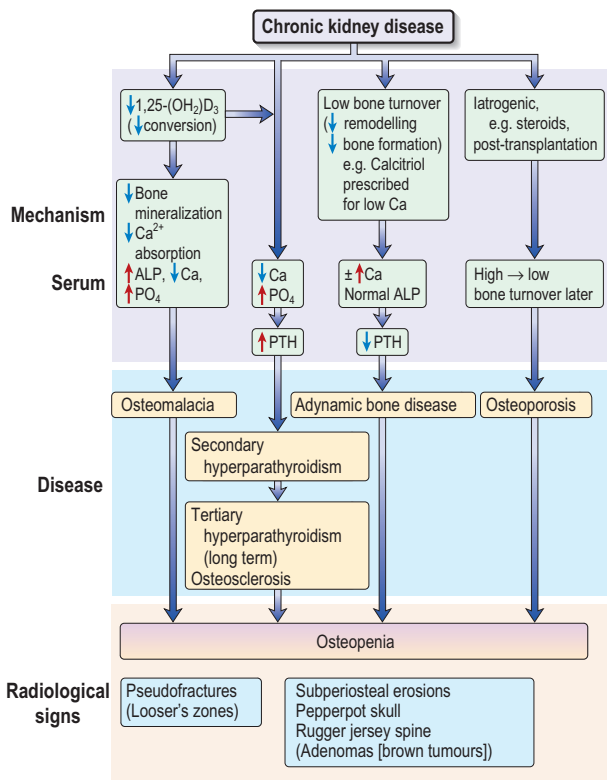 Chronic kidney disease
↓1,25-(OH₂)D₃
(↓conversion)
Low bone turnover
(↓ remodelling
↓ bone formation)
e.g. Calcitriol
prescribed
for low Ca
Iatrogenic,
e.g. steroids,
post-transplantation
Mechanism
↓ Bone
mineralization
↓ Ca²⁺
absorption
↑ ALP, ↓ Ca,
↑ PO₄
Serum
↓ Ca
↑ PO₄
± ↑ Ca
Normal ALP
High → low
bone turnover later
↑ PTH
↓ PTH
Osteomalacia
Adynamic bone disease
Osteoporosis
Disease
Secondary
hyperparathyroidism
Tertiary
hyperparathyroidism
(long term)
Osteosclerosis
Osteopenia
Radiological
signs
Pseudofractures
(Looser's zones)
Subperiosteal erosions
Pepperpot skull
Rugger jersey spine
(Adenomas [brown tumours])